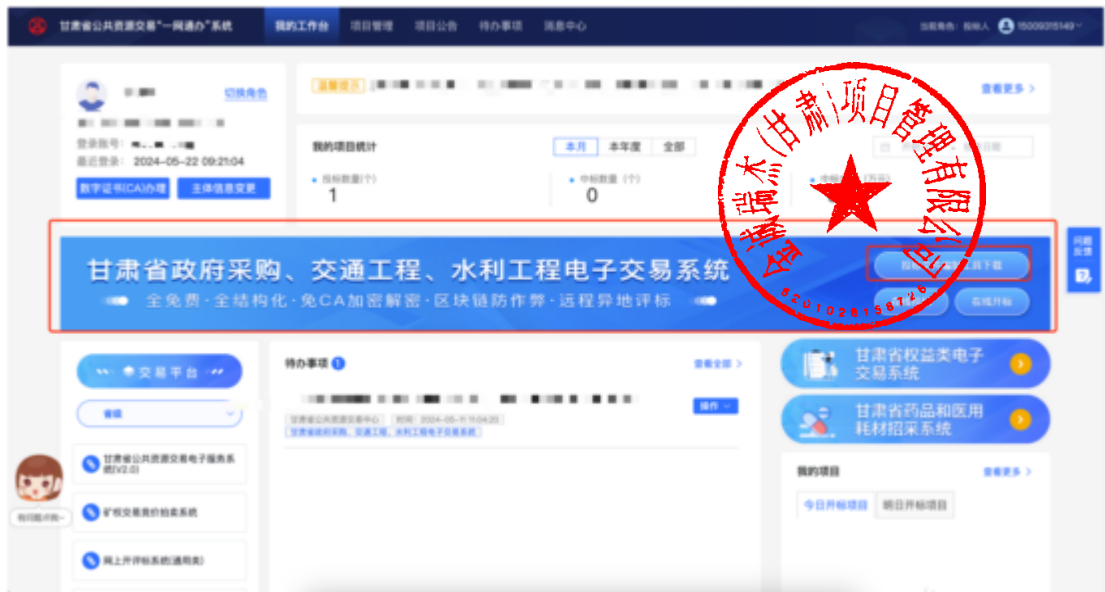 甘肃省公共资源交易“一网通办”系统 我的工作台 项目管理 项目公告 待办事项 消息中心 当前角色：投标人 15009315149
切换角色
温馨提示
查看更多 >
登录账号：
最近登录： 2024-05-22 09:21:04
数字证书(CA)办理 主体信息变更
我的项目统计 本月 本年度 全部
投标数量(个) 中标数量（个）
1 0
(甘肃)项目管理有限公司
甘肃省政府采购、交通工程、水利工程电子交易系统
全免费·全结构化·免CA加密解密·区块链防作弊·远程异地评标
工具下载
在线开标
问题
反馈
交易平台
省级
甘肃省公共资源交易电子服务系
统(V2.0)
矿权交易竞价拍卖系统
网上开评标系统(通用类)
有问题点我~
待办事项 1 查看全部 >
操作
甘肃省公共资源交易中心 时间：2024-05-11 11:04:20
甘肃省政府采购、交通工程、水利工程电子交易系统
甘肃省权益类电子
交易系统
甘肃省药品和医用
耗材招采系统
我的项目 查看更多 >
今日开标项目 明日开标项目